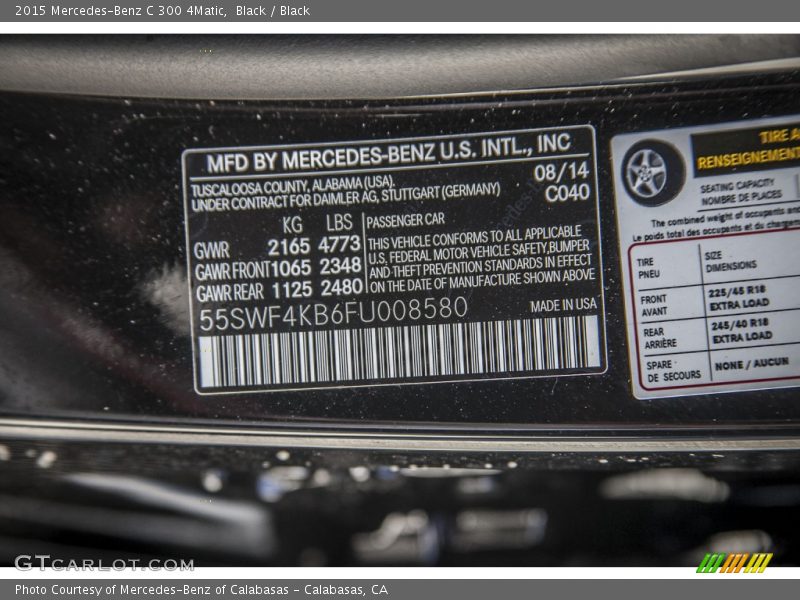 2015 Mercedes-Benz C 300 4Matic,  Black / Black
MFD BY MERCEDES-BENZ U.S. INTL., INC
TUSCALOOSA COUNTY, ALABAMA (USA), 08/14
UNDER CONTRACT FOR DAIMLER AG, STUTTGART (GERMANY) C040
KG LBS PASSENGER CAR
GWR 2165 4773 THIS VEHICLE CONFORMS TO ALL APPLICABLE
U.S. FEDERAL MOTOR VEHICLE SAFETY,BUMPER
GAWR FRONT 1065 2348 AND THEFT PREVENTION STANDARDS IN EFFECT
GAWR REAR 1125 2480 ON THE DATE OF MANUFACTURE SHOWN ABOVE
55SWF4KB6FU008580 MADE IN USA
TIRE
RENSEIGNEMENT
SEATING CAPACITY
NOMBRE DE PLACES
The combined weight of occupants
Le poids total des occupants et du
TIRE SIZE
PNEU DIMENSIONS
FRONT 225/45 R18
AVANT EXTRA LOAD
REAR 245/40 R18
ARRIÈRE EXTRA LOAD
SPARE NONE / AUCUN
DE SECOURS
GTCARLOT.COM
Photo Courtesy of Mercedes-Benz of Calabasas - Calabasas, CA